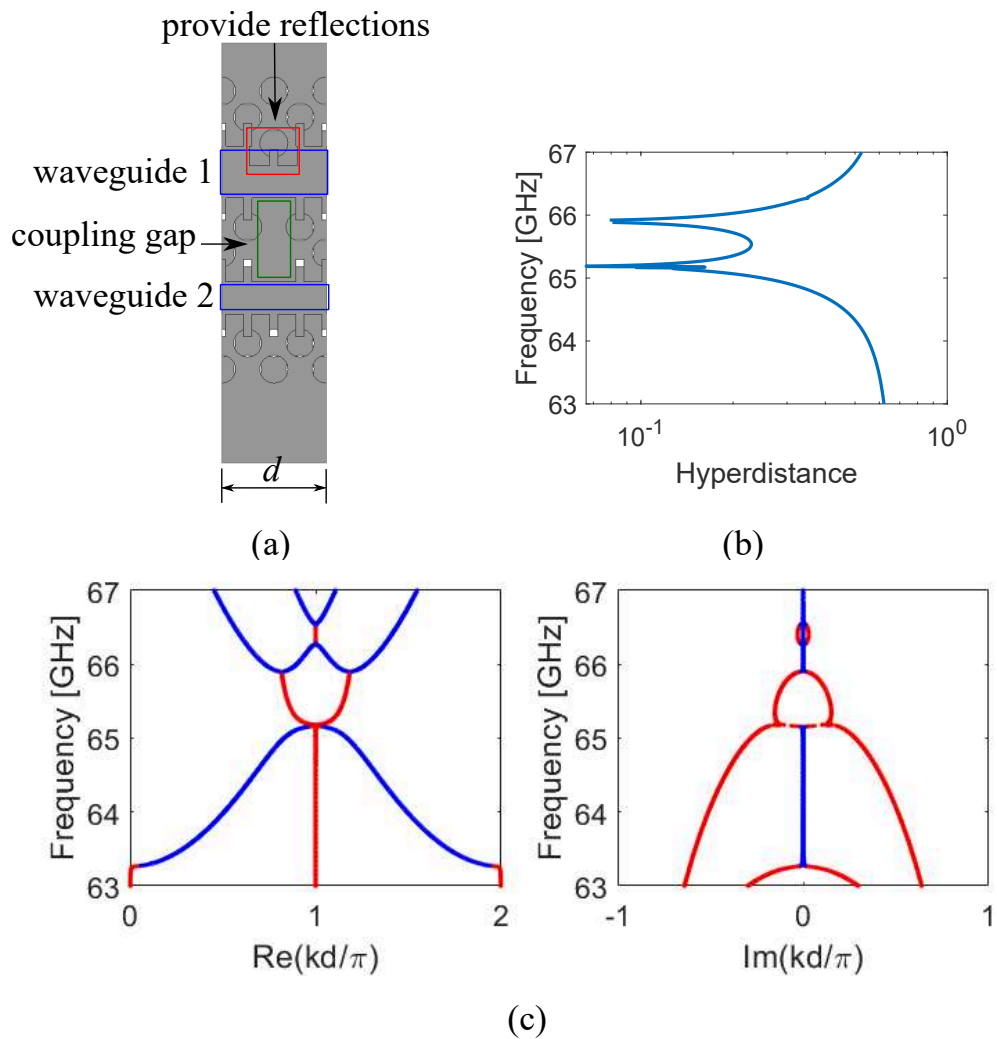 provide reflections
waveguide 1
coupling gap
waveguide 2
d
(a)
Frequency [GHz]
67
66
65
64
63
10⁻¹
10⁰
Hyperdistance
(b)
Frequency [GHz]
67
66
65
64
63
0
1
2
Re(kd/π)
Frequency [GHz]
67
66
65
64
63
-1
0
1
Im(kd/π)
(c)